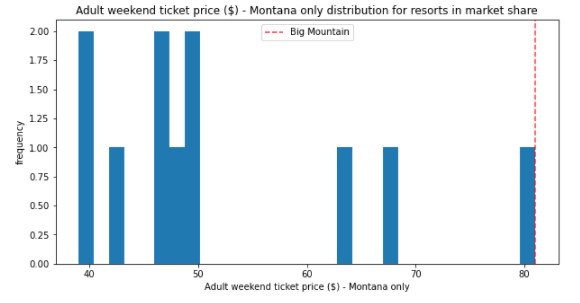 Adult weekend ticket price ($) - Montana only distribution for resorts in market share
Big Mountain
2.00
1.75
1.50
1.25
1.00
0.75
0.50
0.25
0.00
frequency
40 50 60 70 80
Adult weekend ticket price ($) - Montana only